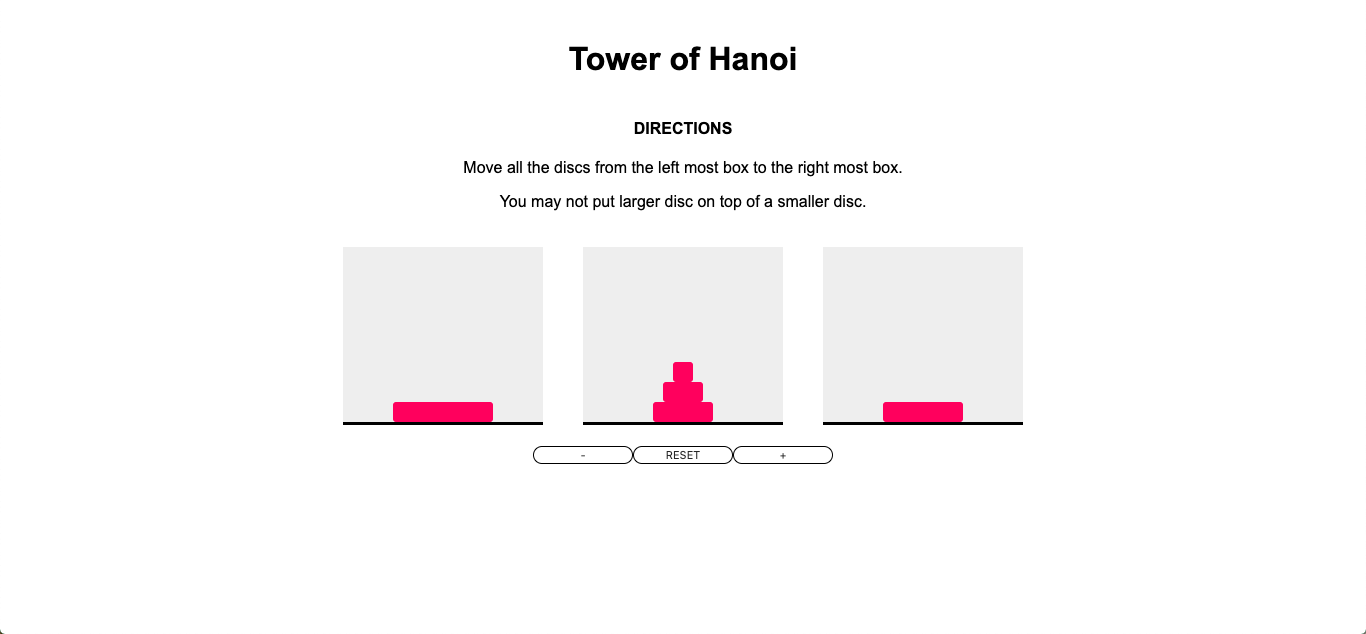 Tower of Hanoi
DIRECTIONS
Move all the discs from the left most box to the right most box.
You may not put larger disc on top of a smaller disc.
- RESET +